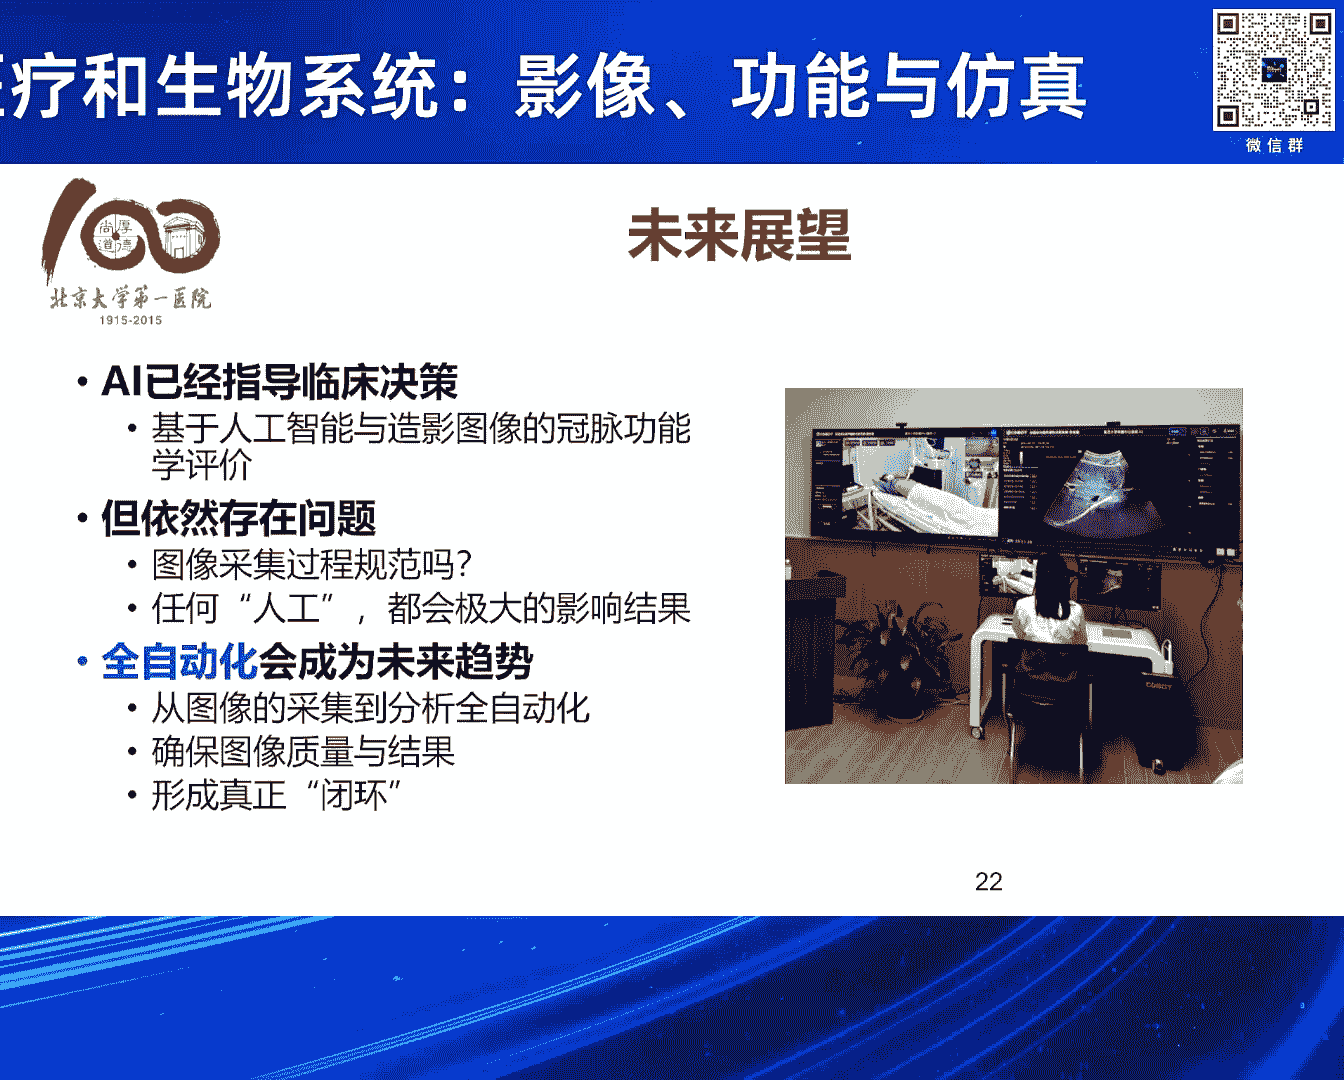 疗和生物系统：影像、功能与仿真
微信群
尚厚
道德
北京大学第一医院
1915-2015
未来展望
• AI已经指导临床决策
• 基于人工智能与造影图像的冠脉功能
学评价
• 但依然存在问题
• 图像采集过程规范吗？
• 任何“人工”，都会极大的影响结果
• 全自动化会成为未来趋势
• 从图像的采集到分析全自动化
• 确保图像质量与结果
• 形成真正“闭环”
22